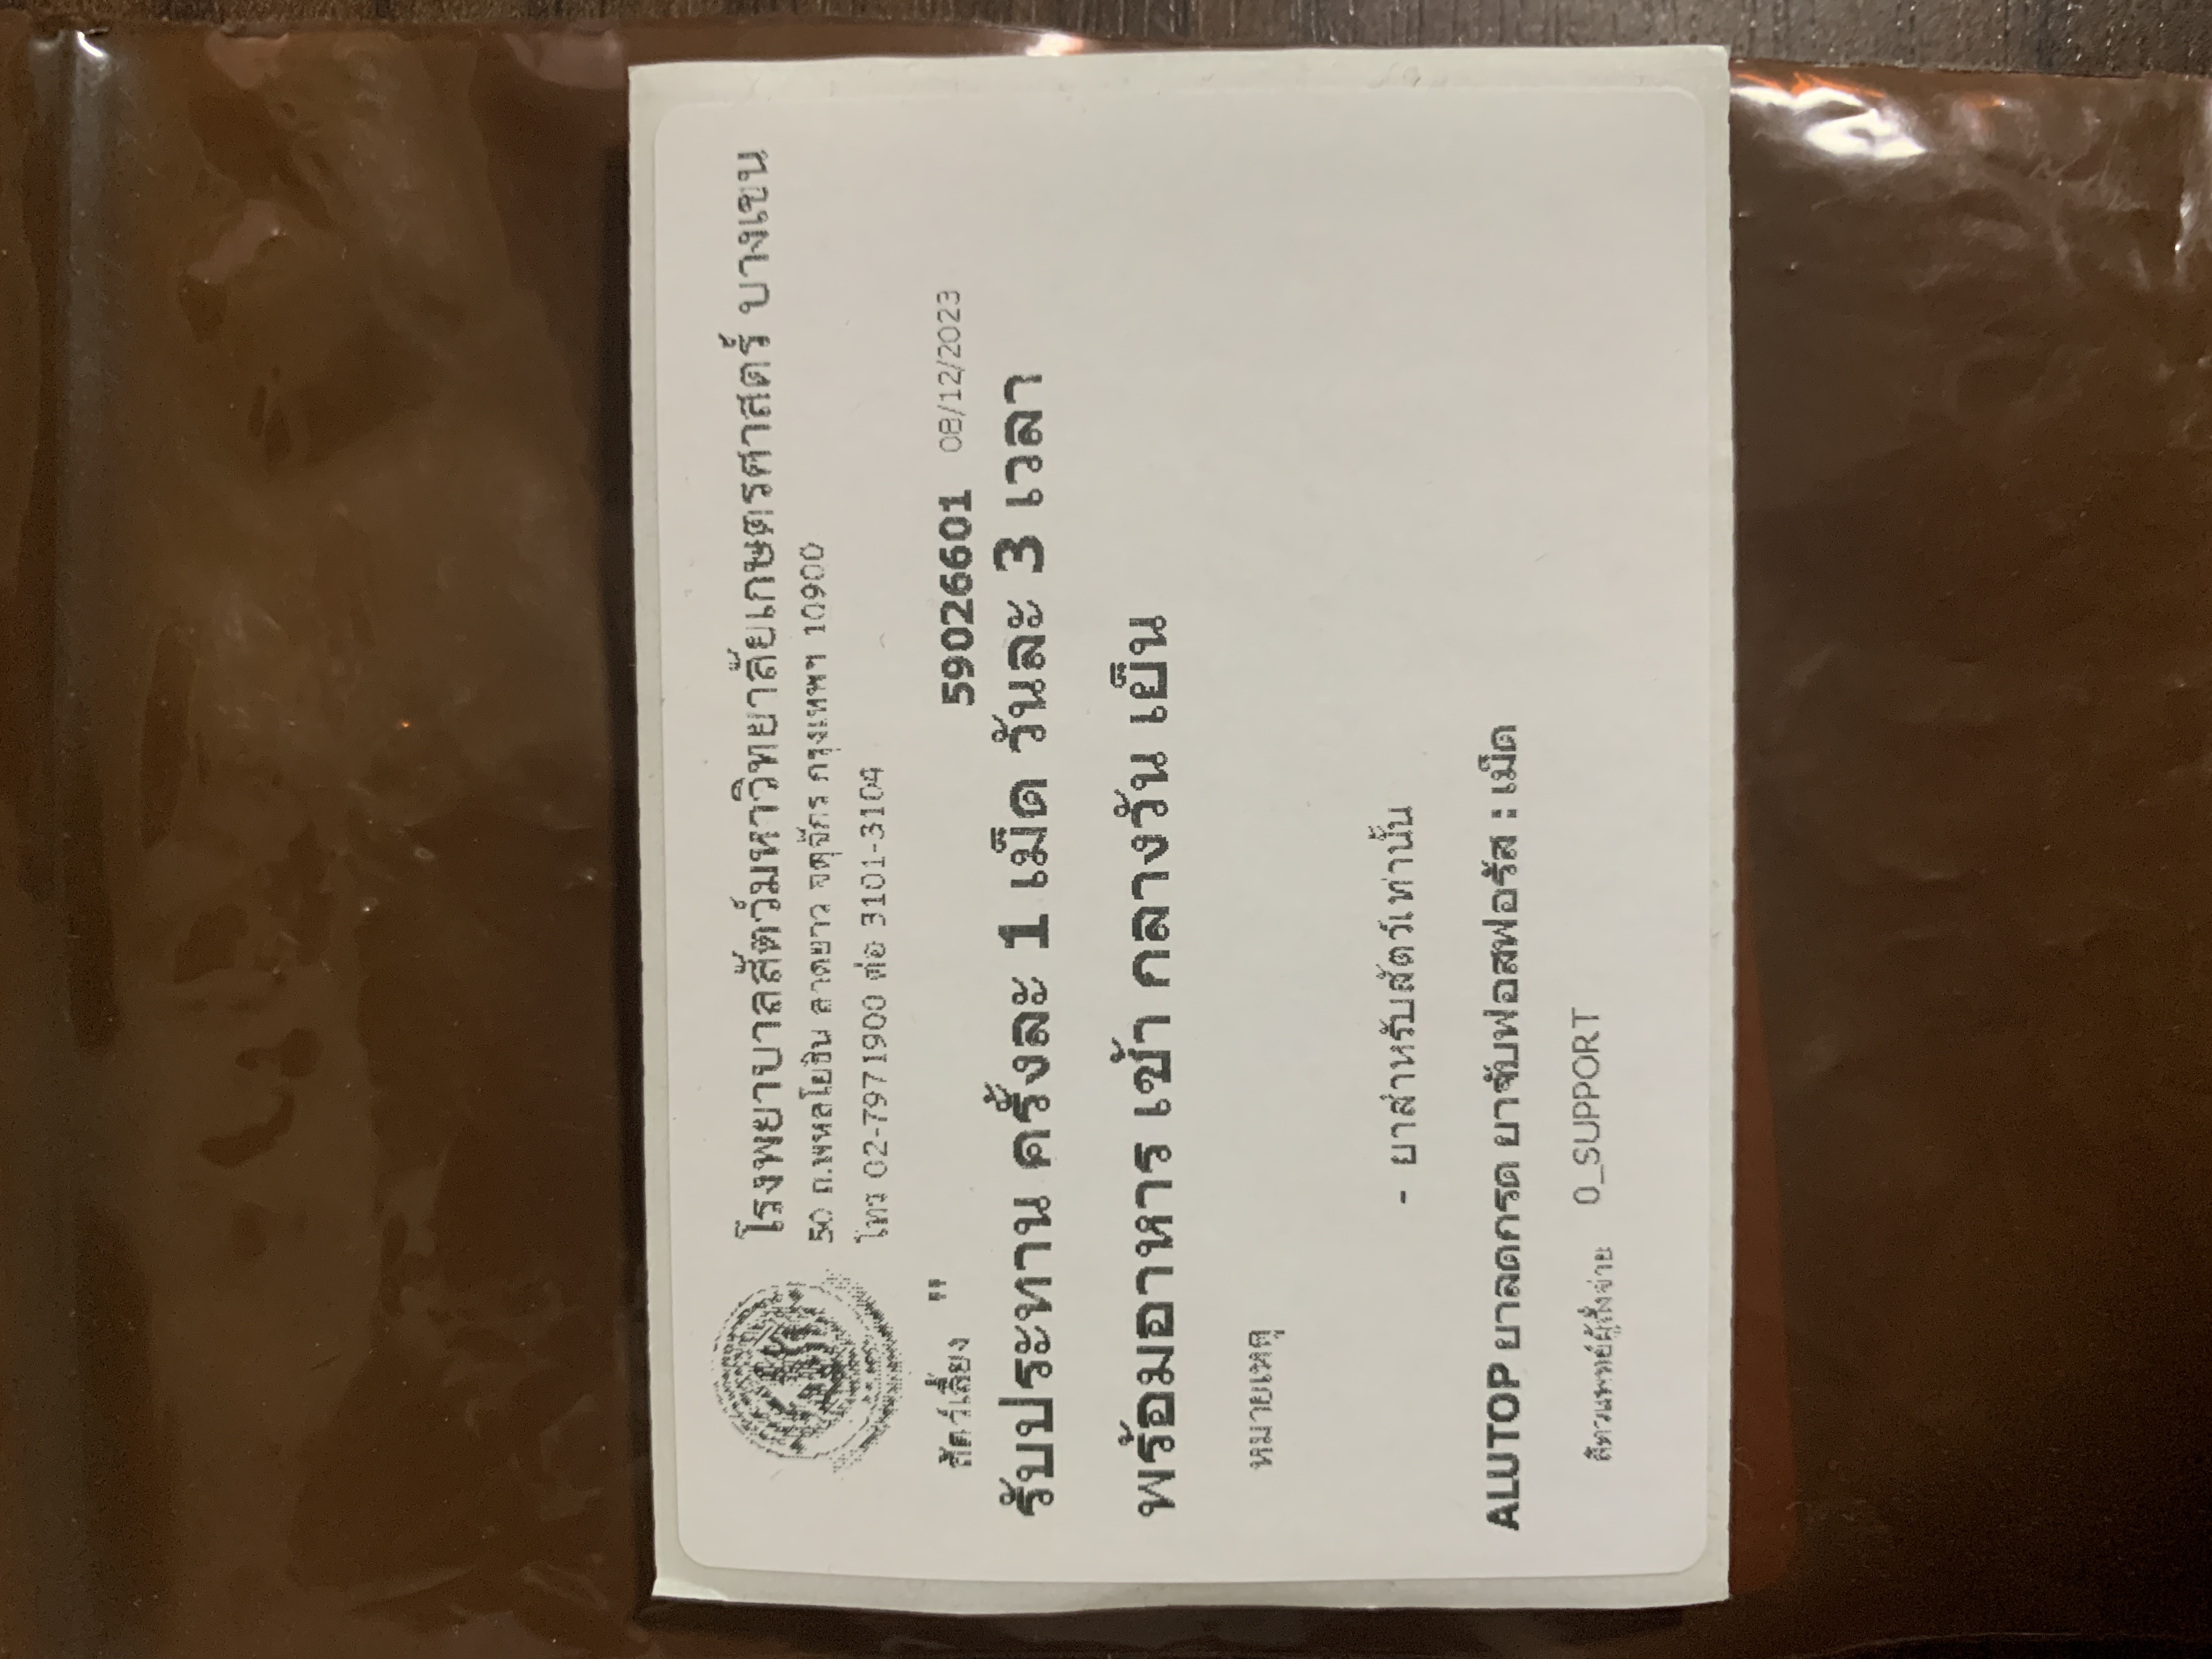 โรงพยาบาลสัตว์มหาวิทยาลัยเกษตรศาสตร์ บางเขน
50 ถ.พหลโยธิน ลาดยาว จตุจักร กรุงเทพฯ 10900
โทร 02-7971900 ต่อ 3101-3104
สัตว์เลี้ยง " 59026601 08/12/2023
รับประทาน ครั้งละ 1 เม็ด วันละ 3 เวลา
พร้อมอาหาร เช้า กลางวัน เย็น
หมายเหตุ
- ยาสำหรับสัตว์เท่านั้น
ALUTOP ยาลดกรด ยาจับฟอสฟอรัส : เม็ด
สัตวแพทย์ผู้สั่งจ่าย 0_SUPPORT